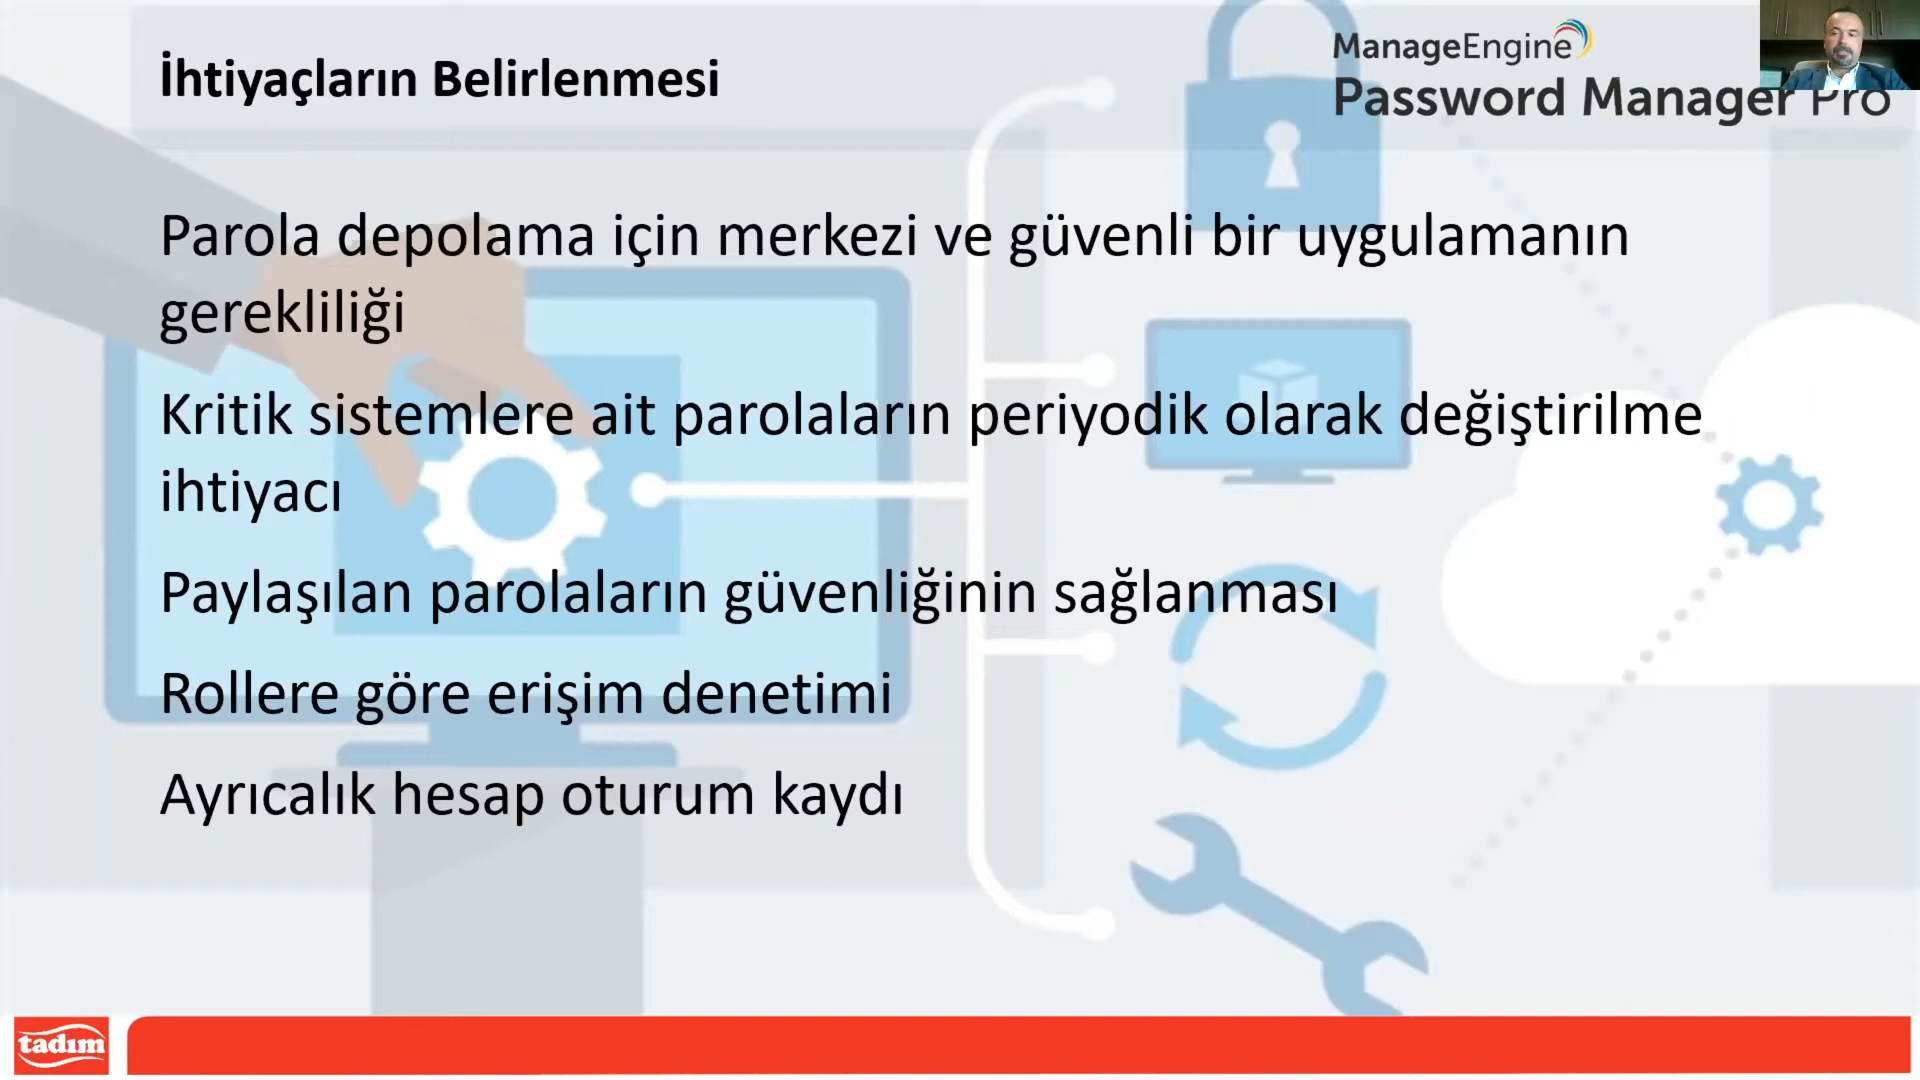 İhtiyaçların Belirlenmesi
ManageEngine
Password Manager Pro
Parola depolama için merkezi ve güvenli bir uygulamanın
gerekliliği
Kritik sistemlere ait parolaların periyodik olarak değiştirilme
ihtiyacı
Paylaşılan parolaların güvenliğinin sağlanması
Rollere göre erişim denetimi
Ayrıcalık hesap oturum kaydı
tadım